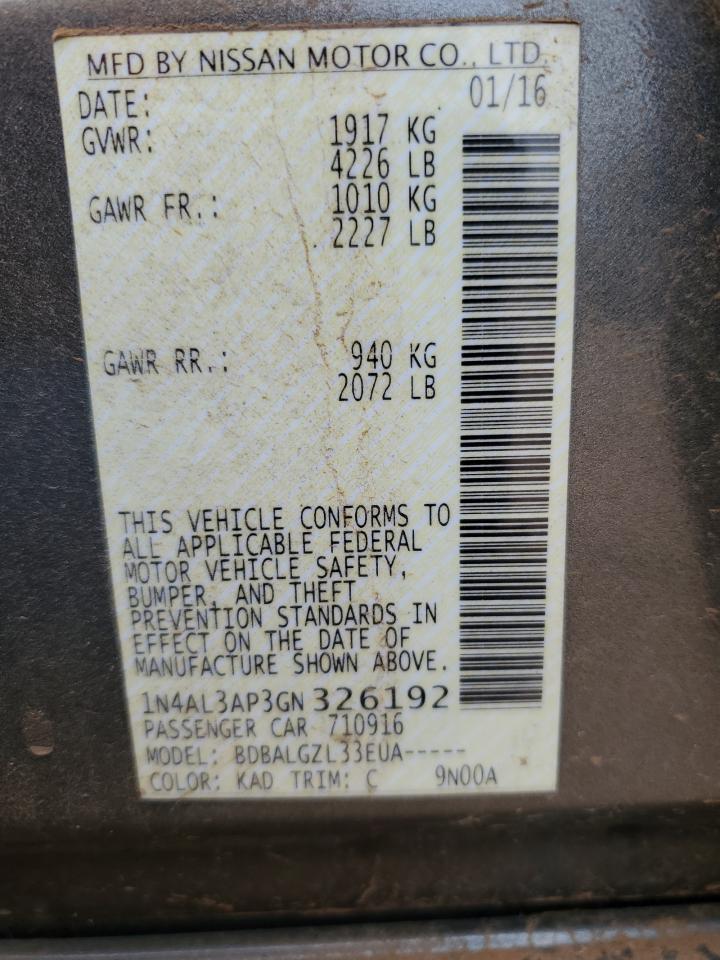 MFD BY NISSAN MOTOR CO., LTD.
DATE: 01/16
GVWR: 1917 KG
4226 LB
GAWR FR.: 1010 KG
2227 LB
GAWR RR.: 940 KG
2072 LB
THIS VEHICLE CONFORMS TO
ALL APPLICABLE FEDERAL
MOTOR VEHICLE SAFETY,
BUMPER, AND THEFT
PREVENTION STANDARDS IN
EFFECT ON THE DATE OF
MANUFACTURE SHOWN ABOVE.
1N4AL3AP3GN326192
PASSENGER CAR 710916
MODEL: BDBALGZL33EUA-----
COLOR: KAD TRIM: C 9N00A